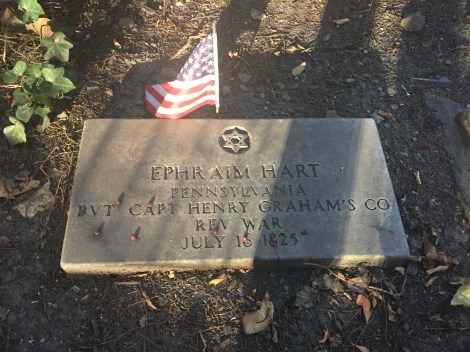 EPHRAIM HART
PENNSYLVANIA
PVT CAPT HENRY GRAHAM'S CO
REV WAR
JULY 16 1825